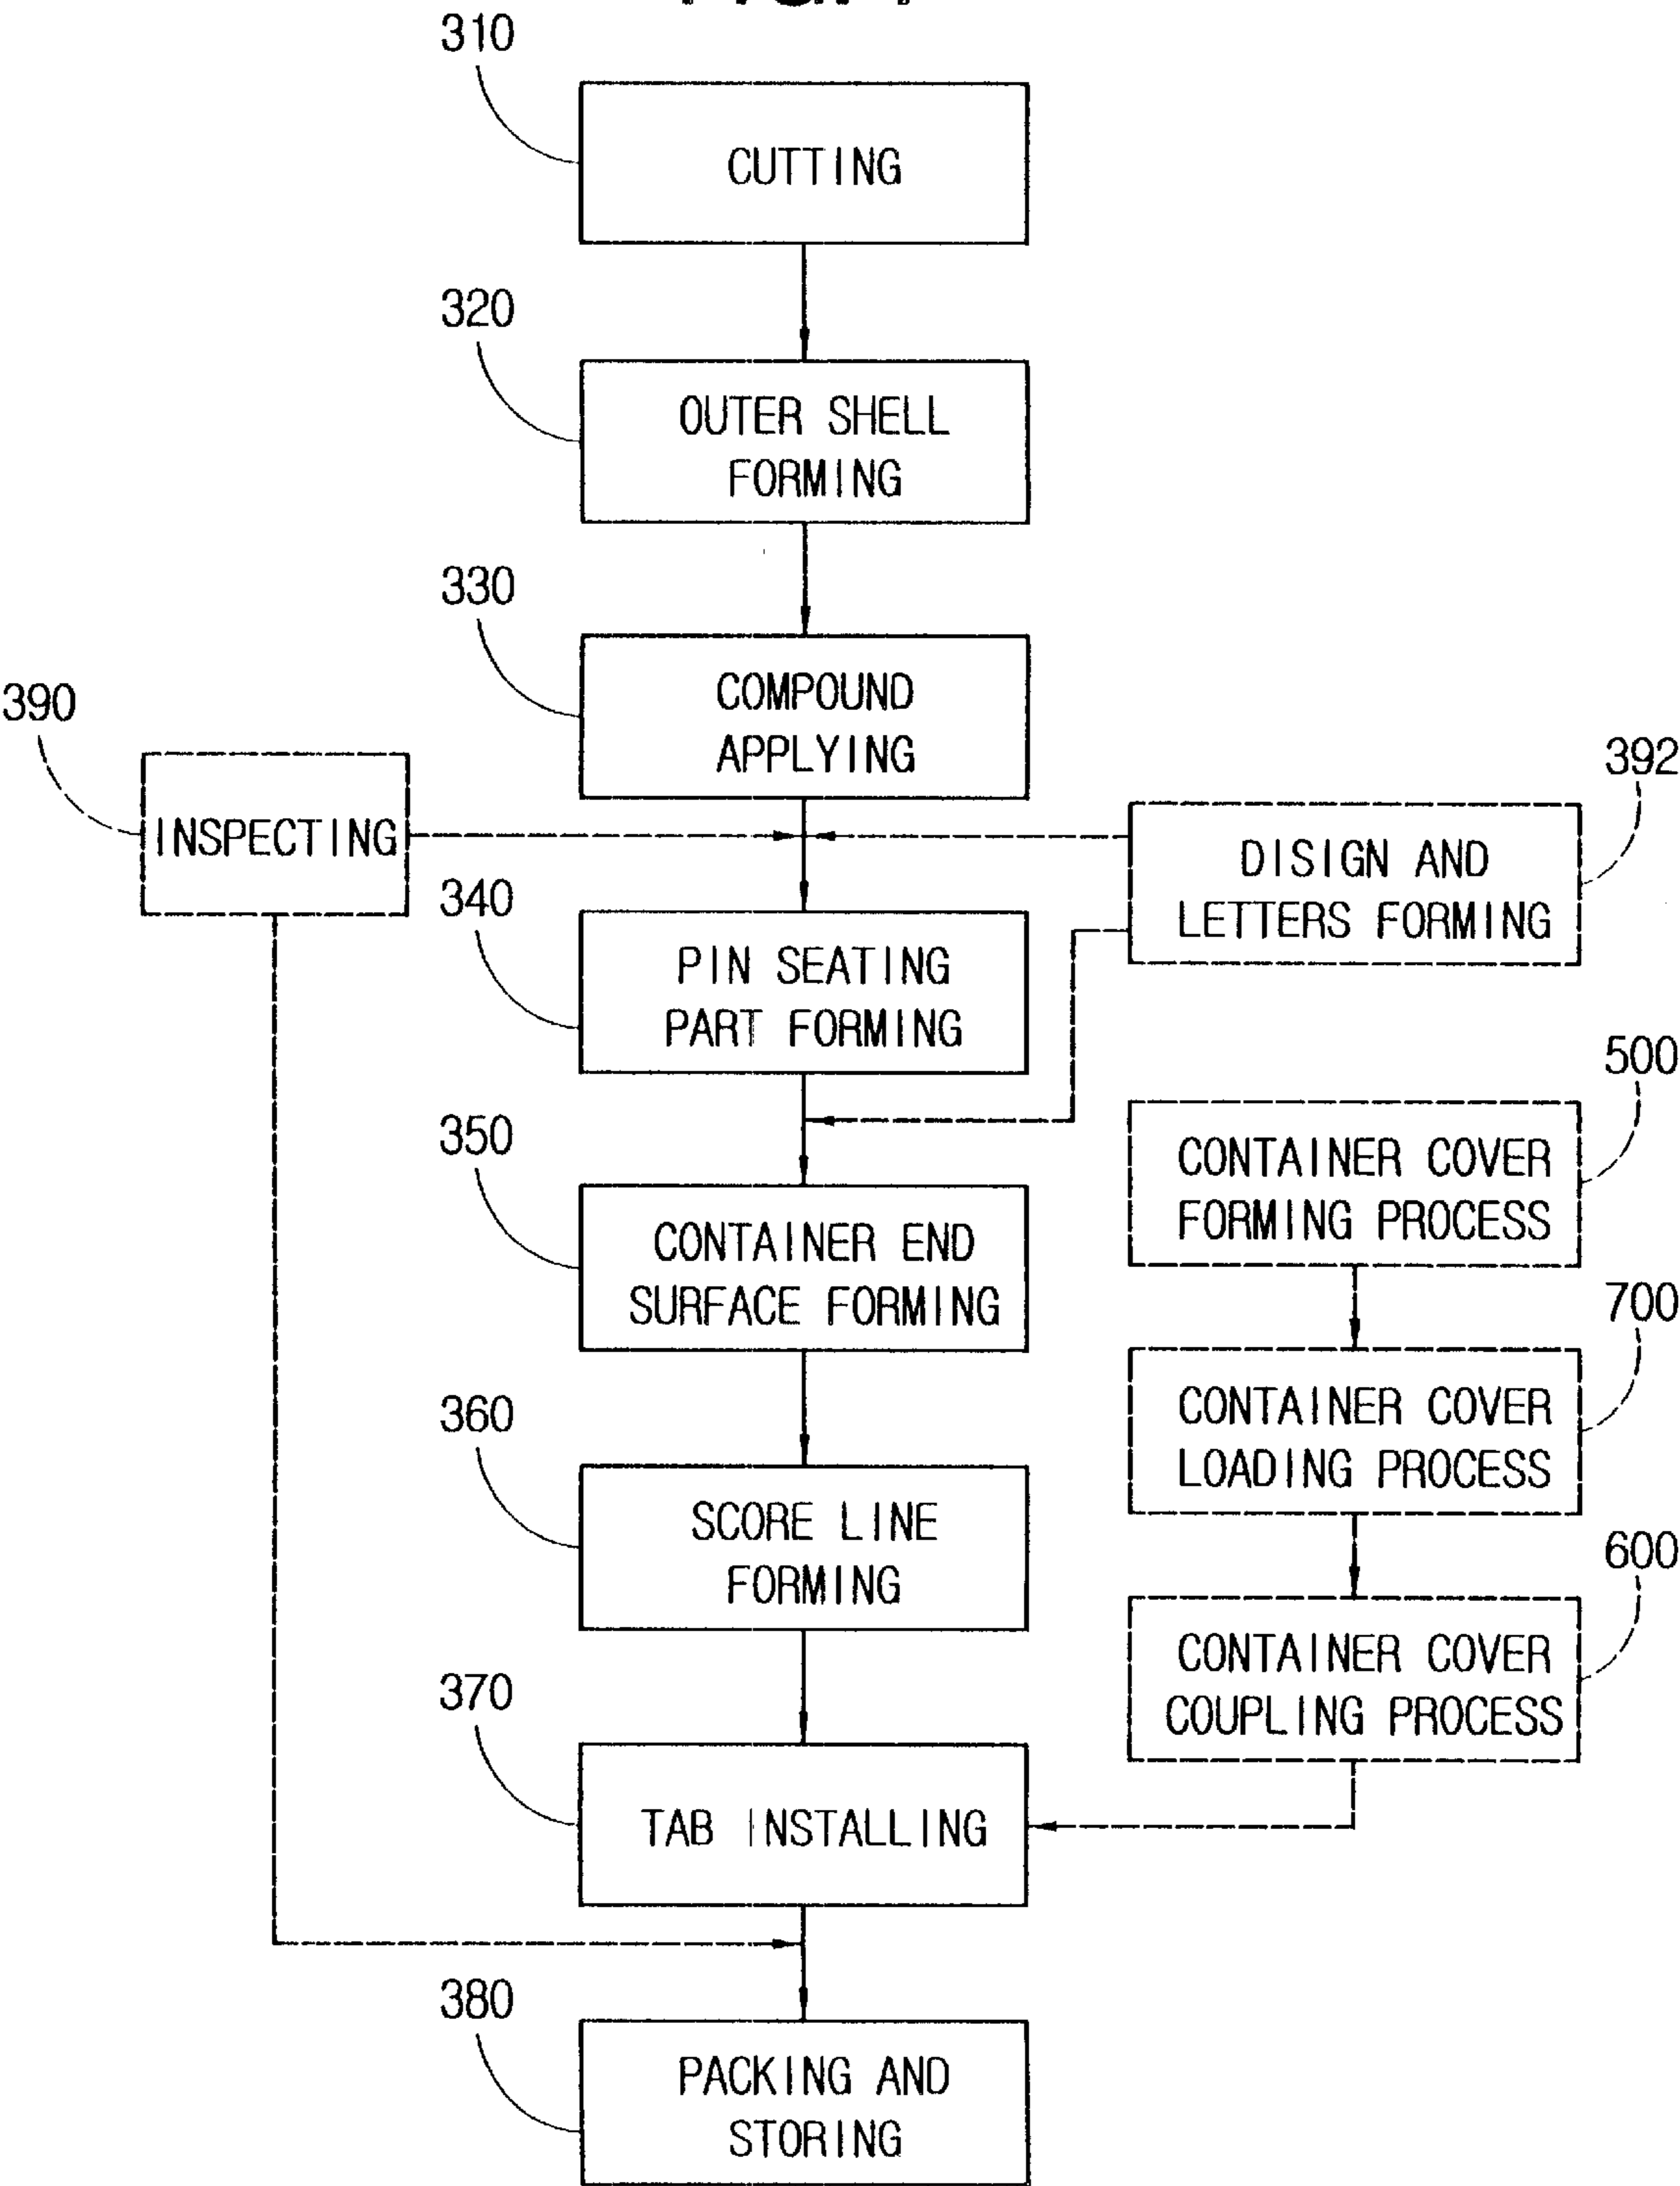 310
CUTTING
320
OUTER SHELL
FORMING
330
COMPOUND
APPLYING
390
INSPECTING
392
DISIGN AND
LETTERS FORMING
340
PIN SEATING
PART FORMING
500
CONTAINER COVER
FORMING PROCESS
350
CONTAINER END
SURFACE FORMING
700
CONTAINER COVER
LOADING PROCESS
360
SCORE LINE
FORMING
600
CONTAINER COVER
COUPLING PROCESS
370
TAB INSTALLING
380
PACKING AND
STORING